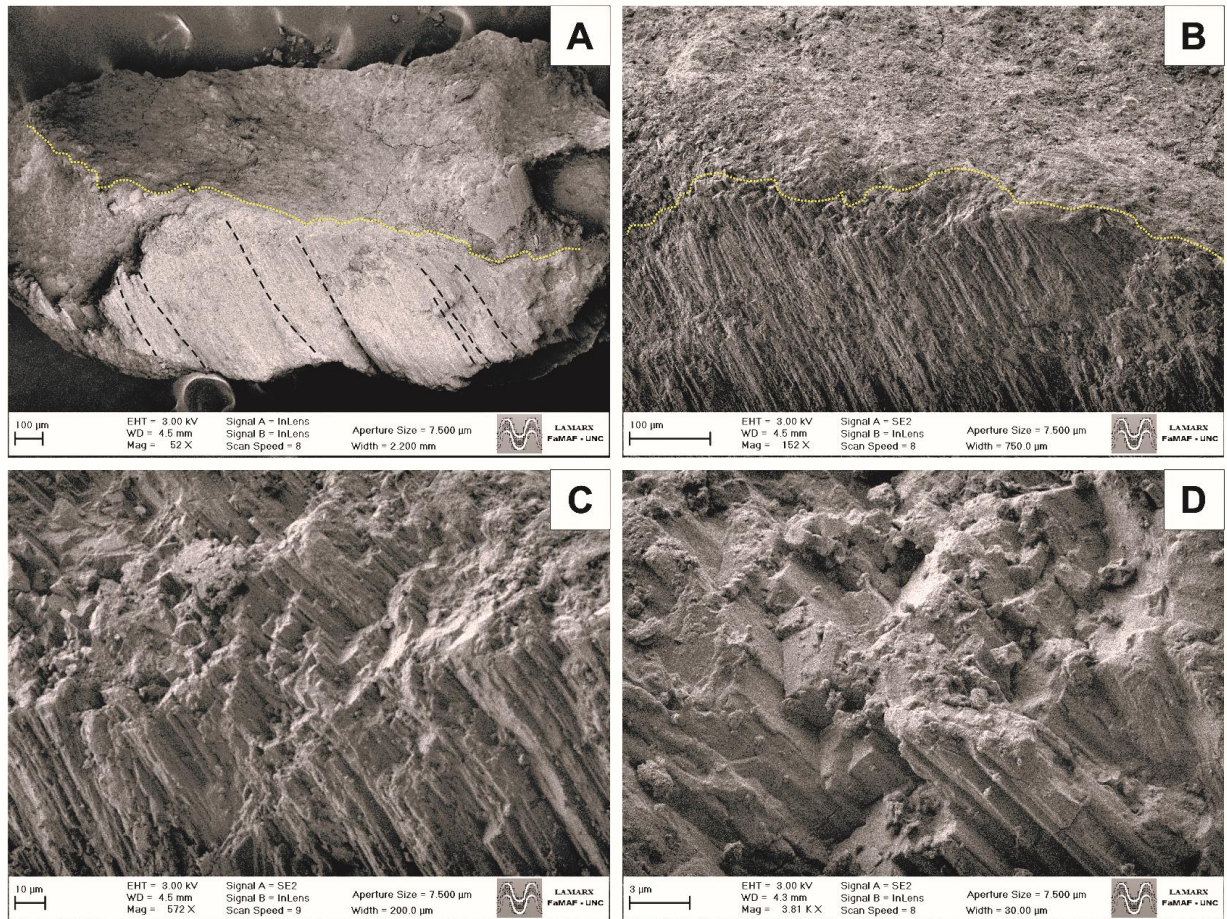 A
B
100 µm
EHT = 3.00 kV
WD = 4.5 mm
Mag = 52 X
Signal A = InLens
Signal B = InLens
Scan Speed = 8
Aperture Size = 7.500 µm
Width = 2.200 mm
LAMARX
FaMAF - UNC
100 µm
EHT = 3.00 kV
WD = 4.5 mm
Mag = 152 X
Signal A = SE2
Signal B = InLens
Scan Speed = 8
Aperture Size = 7.500 µm
Width = 750.0 µm
LAMARX
FaMAF - UNC
C
D
10 µm
EHT = 3.00 kV
WD = 4.5 mm
Mag = 572 X
Signal A = SE2
Signal B = InLens
Scan Speed = 9
Aperture Size = 7.500 µm
Width = 200.0 µm
LAMARX
FaMAF - UNC
3 µm
EHT = 3.00 kV
WD = 4.3 mm
Mag = 3.81 K X
Signal A = SE2
Signal B = InLens
Scan Speed = 8
Aperture Size = 7.500 µm
Width = 30.00 µm
LAMARX
FaMAF - UNC